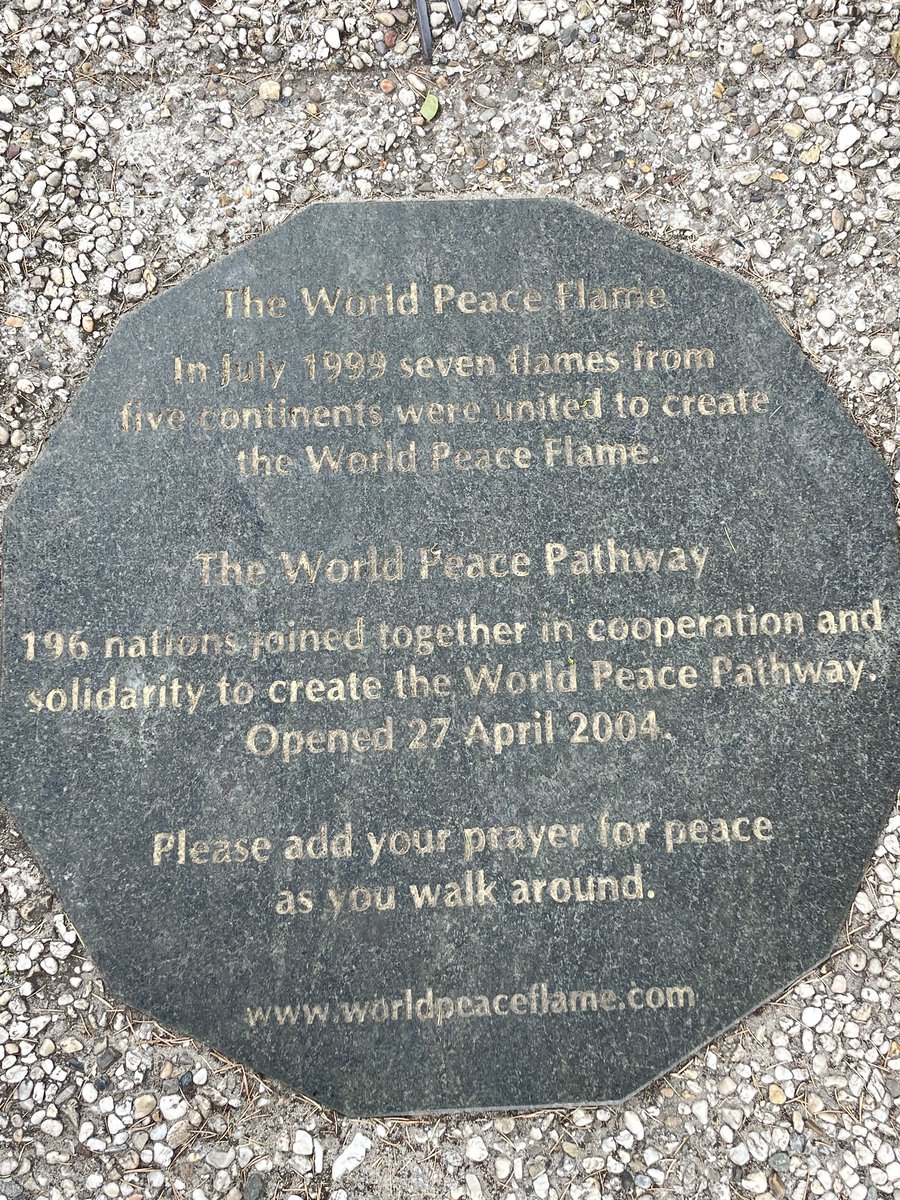 The World Peace Flame
In July 1999 seven flames from
five continents were united to create
the World Peace Flame.
The World Peace Pathway
196 nations joined together in cooperation and
solidarity to create the World Peace Pathway.
Opened 27 April 2004.
Please add your prayer for peace
as you walk around.
www.worldpeaceflame.com